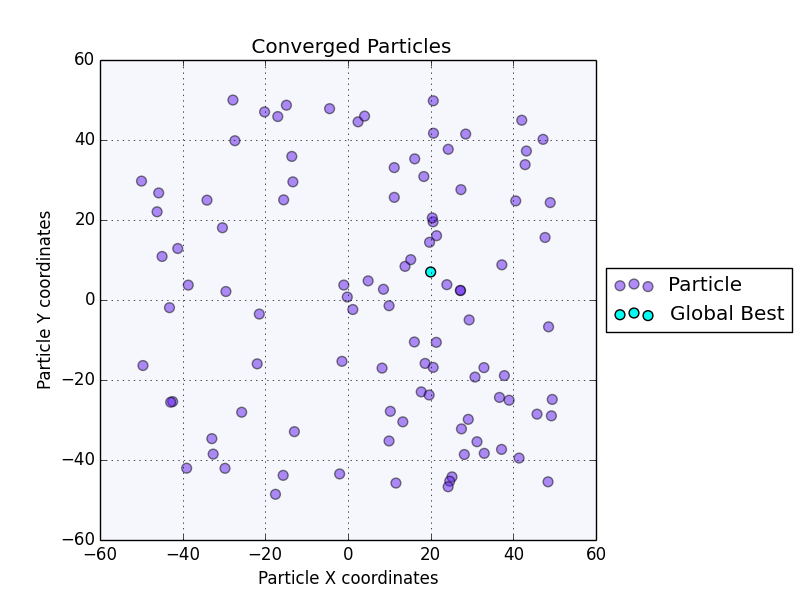 Converged Particles
60
40
20
0
−20
−40
−60
−60 −40 −20 0 20 40 60
Particle Y coordinates
Particle X coordinates
Particle
Global Best